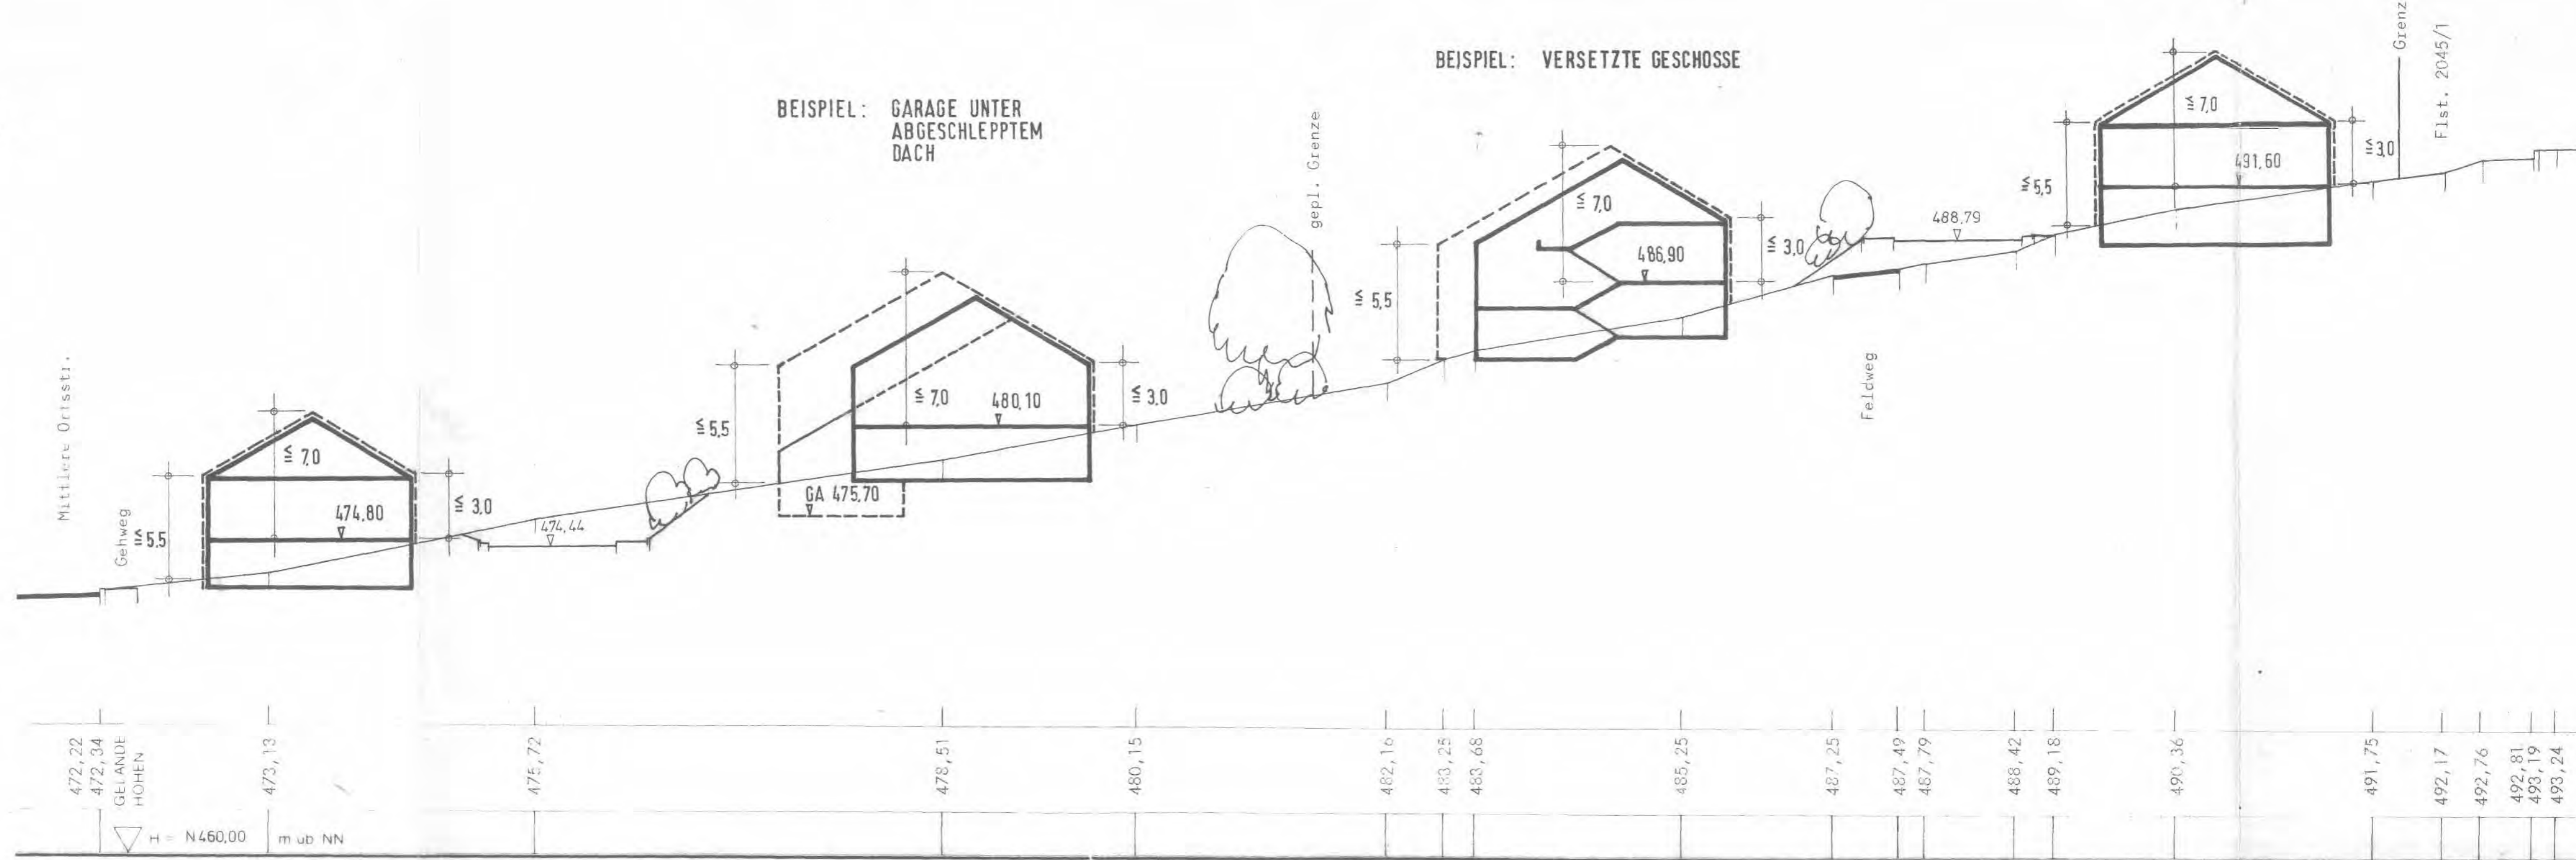 BEISPIEL: VERSETZTE GESCHOSSE
BEISPIEL: GARAGE UNTER
ABGESCHLEPPTEM
DACH
Mittlere Ortsstr.
Gehweg
≦ 5,5
≦ 7,0
474,80
≦ 3,0
474,44
≦ 5,5
≦ 7,0
480,10
GA 475,70
≦ 3,0
gepl. Grenze
≦ 5,5
≦ 7,0
486,90
≦ 3,0
488,79
Feldweg
≦ 5,5
≦ 7,0
491,60
≦ 3,0
Grenz
Flst. 2045/1
472,22
472,34
GELANDE
HOHEN
473,13
475,72
478,51
480,15
482,16
483,25
483,68
485,25
487,25
487,49
487,79
488,42
489,18
490,36
491,75
492,17
492,76
492,81
493,19
493,24
H = N460,00 m ub NN